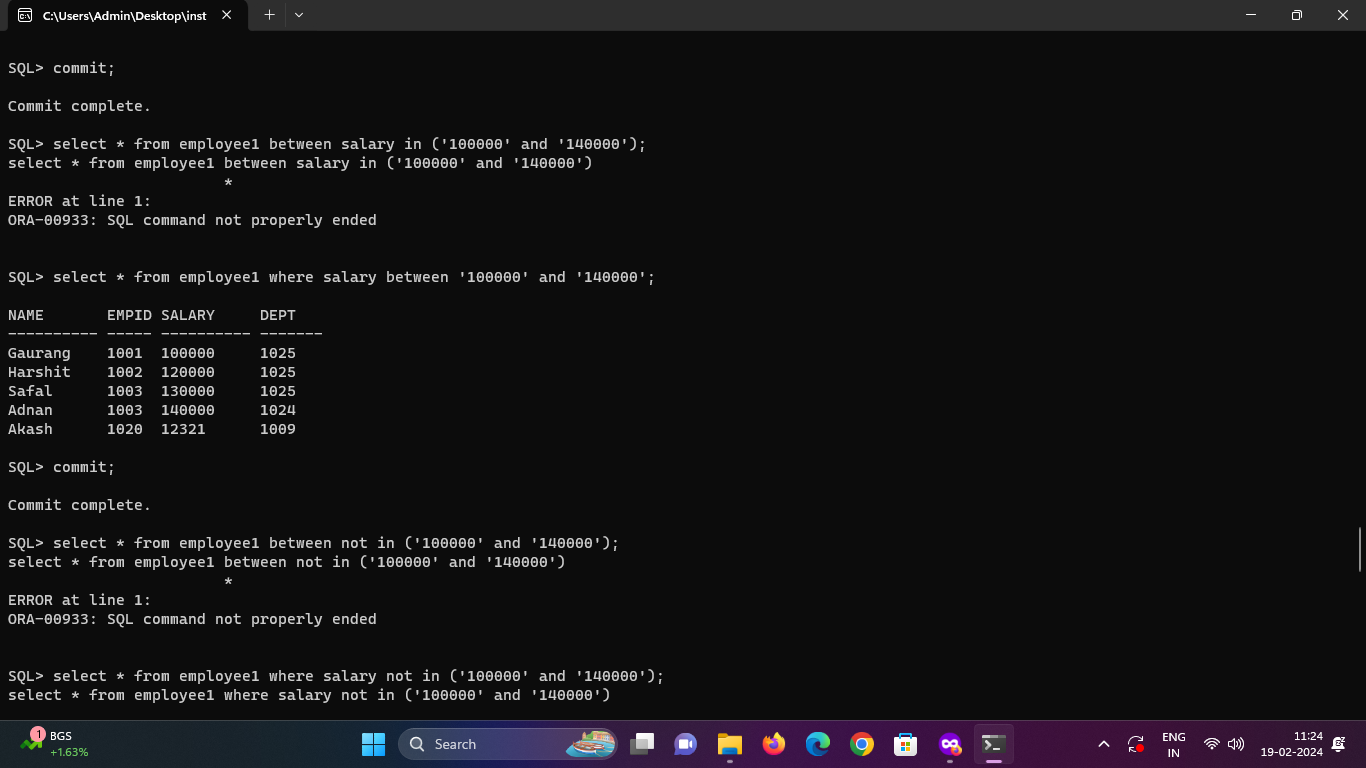 C:\Users\Admin\Desktop\inst
SQL> commit;
Commit complete.
SQL> select * from employee1 between salary in ('100000' and '140000');
select * from employee1 between salary in ('100000' and '140000')
*
ERROR at line 1:
ORA-00933: SQL command not properly ended
SQL> select * from employee1 where salary between '100000' and '140000';
NAME       EMPID SALARY     DEPT
---------- ----- ---------- -------
Gaurang    1001  100000     1025
Harshit    1002  120000     1025
Safal      1003  130000     1025
Adnan      1003  140000     1024
Akash      1020  12321      1009
SQL> commit;
Commit complete.
SQL> select * from employee1 between not in ('100000' and '140000');
select * from employee1 between not in ('100000' and '140000')
*
ERROR at line 1:
ORA-00933: SQL command not properly ended
SQL> select * from employee1 where salary not in ('100000' and '140000');
select * from employee1 where salary not in ('100000' and '140000')
1
BGS
+1.63%
Search
ENG
IN
11:24
19-02-2024